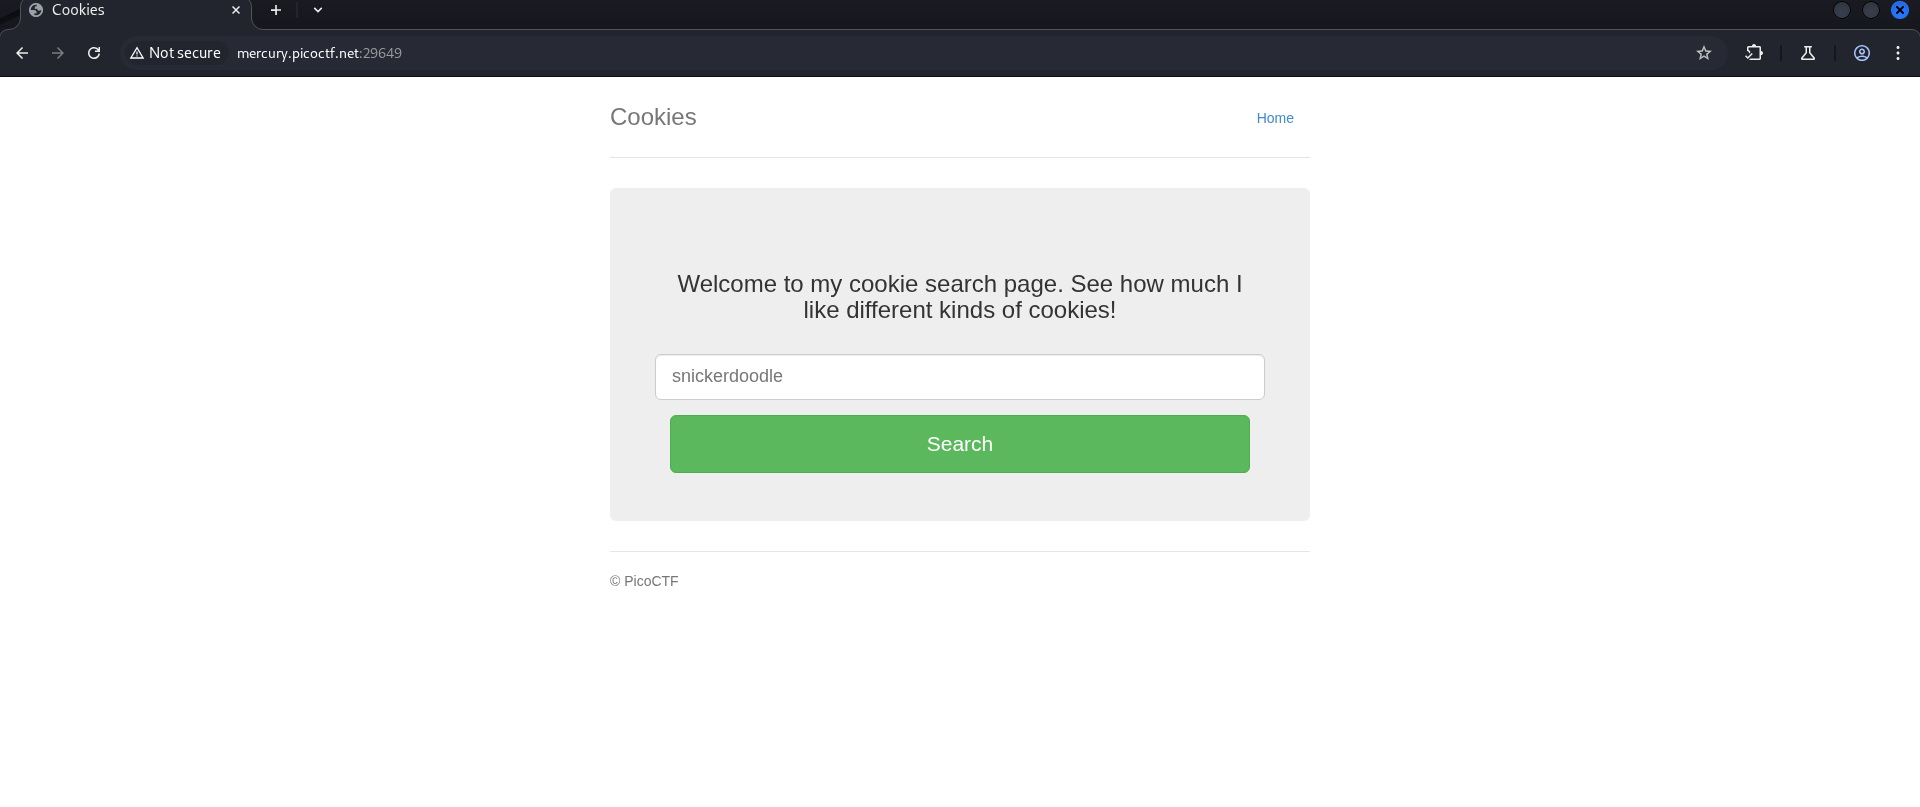 Cookies
Not secure mercury.picoctf.net:29649
Cookies
Home
Welcome to my cookie search page. See how much I
like different kinds of cookies!
snickerdoodle
Search
© PicoCTF